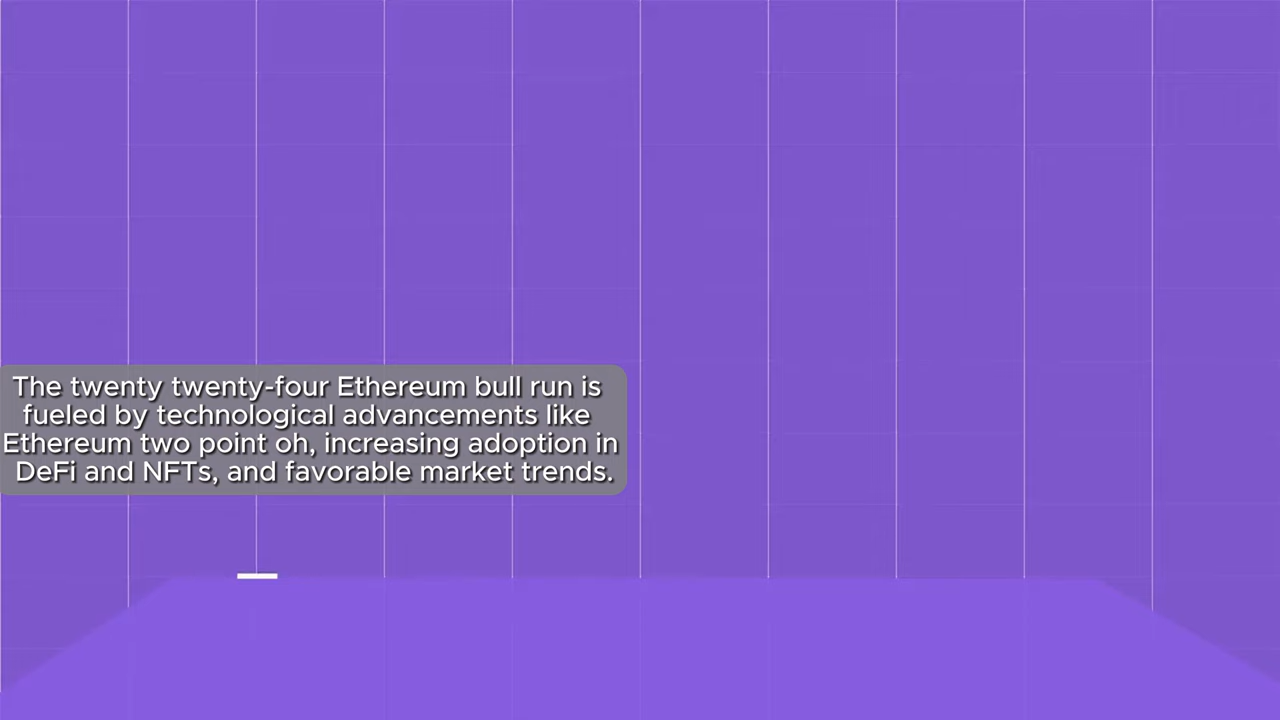 The twenty twenty-four Ethereum bull run is
fueled by technological advancements like
Ethereum two point oh, increasing adoption in
DeFi and NFTs, and favorable market trends.